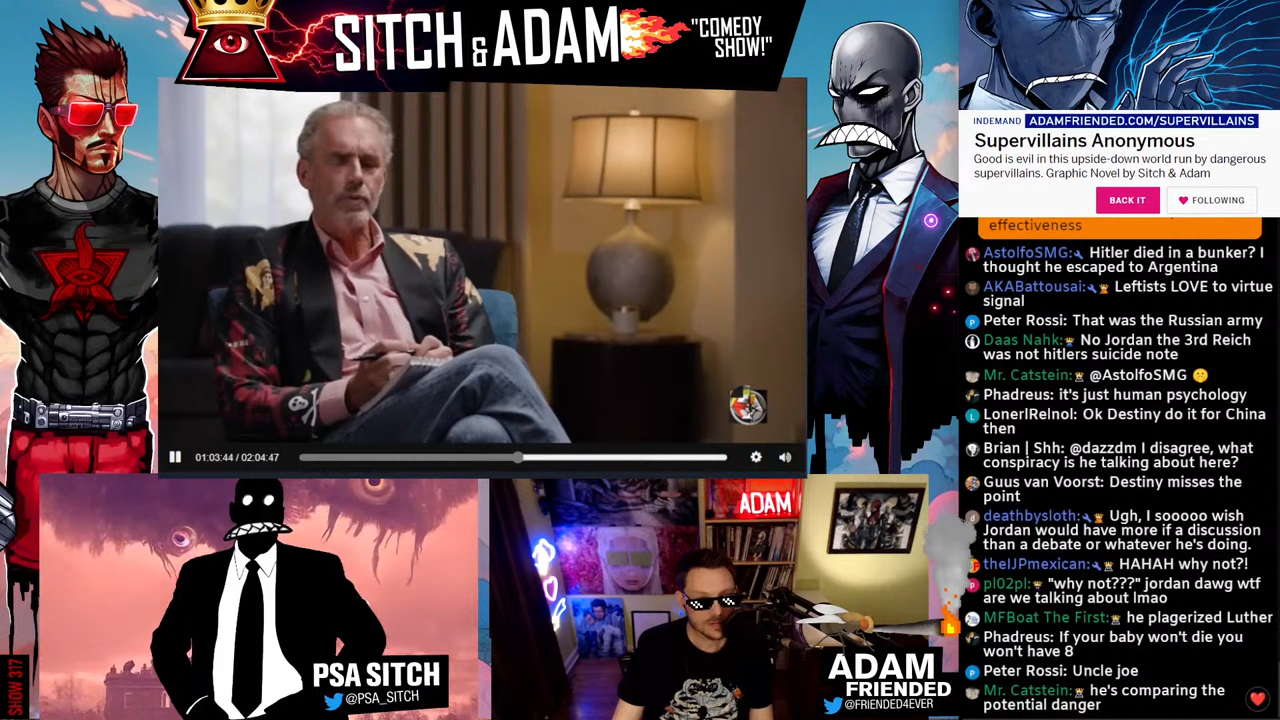 SITCH & ADAM
"COMEDY
SHOW!"
INDEMAND ADAMFRIENDED.COM/SUPERVILLAINS
Supervillains Anonymous
Good is evil in this upside-down world run by dangerous
supervillains. Graphic Novel by Sitch & Adam
BACK IT
FOLLOWING
effectiveness
AstolfoSMG: Hitler died in a bunker? I
thought he escaped to Argentina
AKABattousai: Leftists LOVE to virtue
signal
Peter Rossi: That was the Russian army
Daas Nahk: No Jordan the 3rd Reich
was not hitlers suicide note
Mr. Catstein: @AstolfoSMG
Phadreus: it's just human psychology
LonerIRelnol: Ok Destiny do it for China
then
Brian | Shh: @dazzdm I disagree, what
conspiracy is he talking about here?
Guus van Voorst: Destiny misses the
point
deathbysloth: Ugh, I sooooo wish
Jordan would have more if a discussion
than a debate or whatever he's doing.
theIJPmexican: HAHAH why not?!
pl02pl: "why not???" jordan dawg wtf
are we talking about lmao
MFBoat The First: he plagerized Luther
Phadreus: If your baby won't die you
won't have 8
Peter Rossi: Uncle joe
Mr. Catstein: he's comparing the
potential danger
01:03:44 / 02:04:47
ADAM
PSA SITCH
@PSA_SITCH
ADAM
FRIENDED
@FRIENDED4EVER
SHOW 317